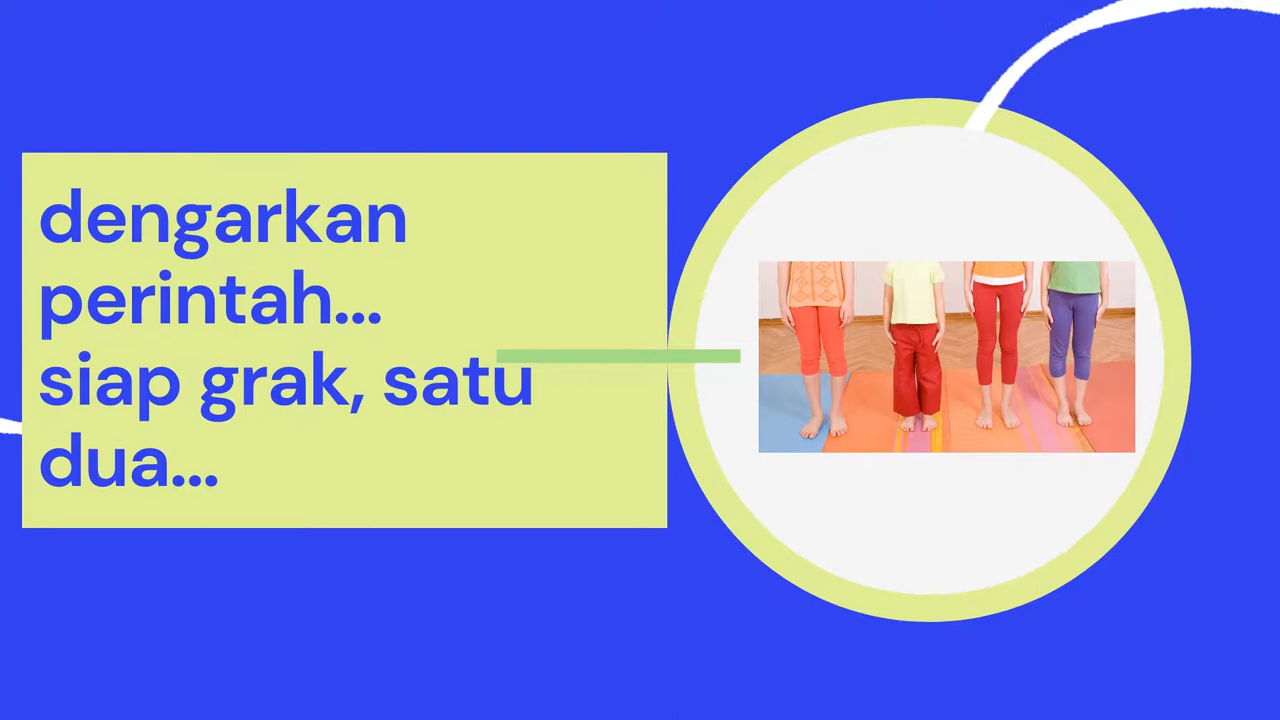 dengarkan
perintah...
siap grak, satu
dua...